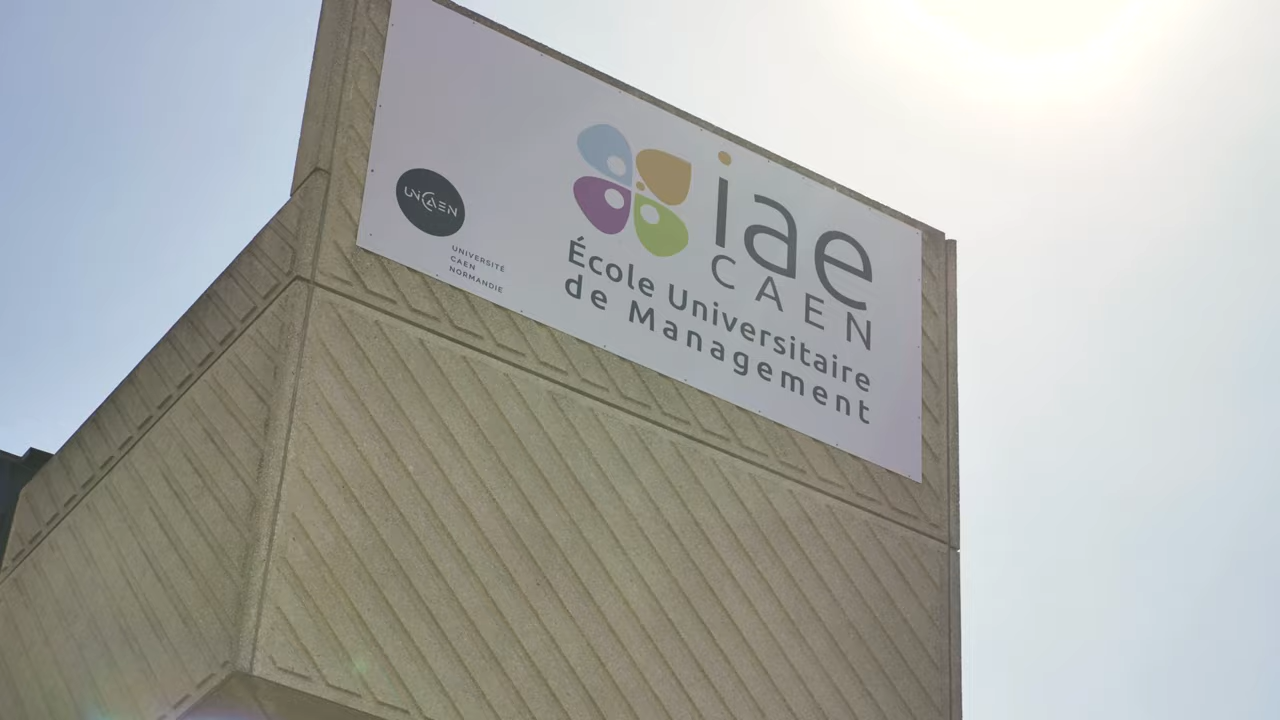 UNICAEN
UNIVERSITÉ
CAEN
NORMANDIE
iae
CAEN
École Universitaire
de Management